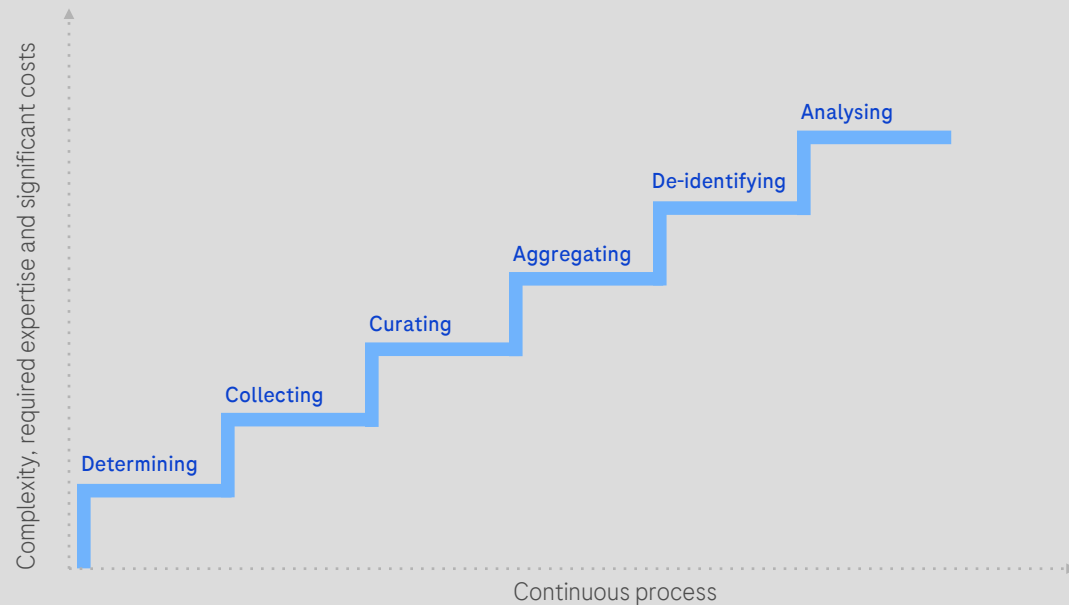 Analysing
De-identifying
Aggregating
Curating
Collecting
Determining
Complexity, required expertise and significant costs
Continuous process